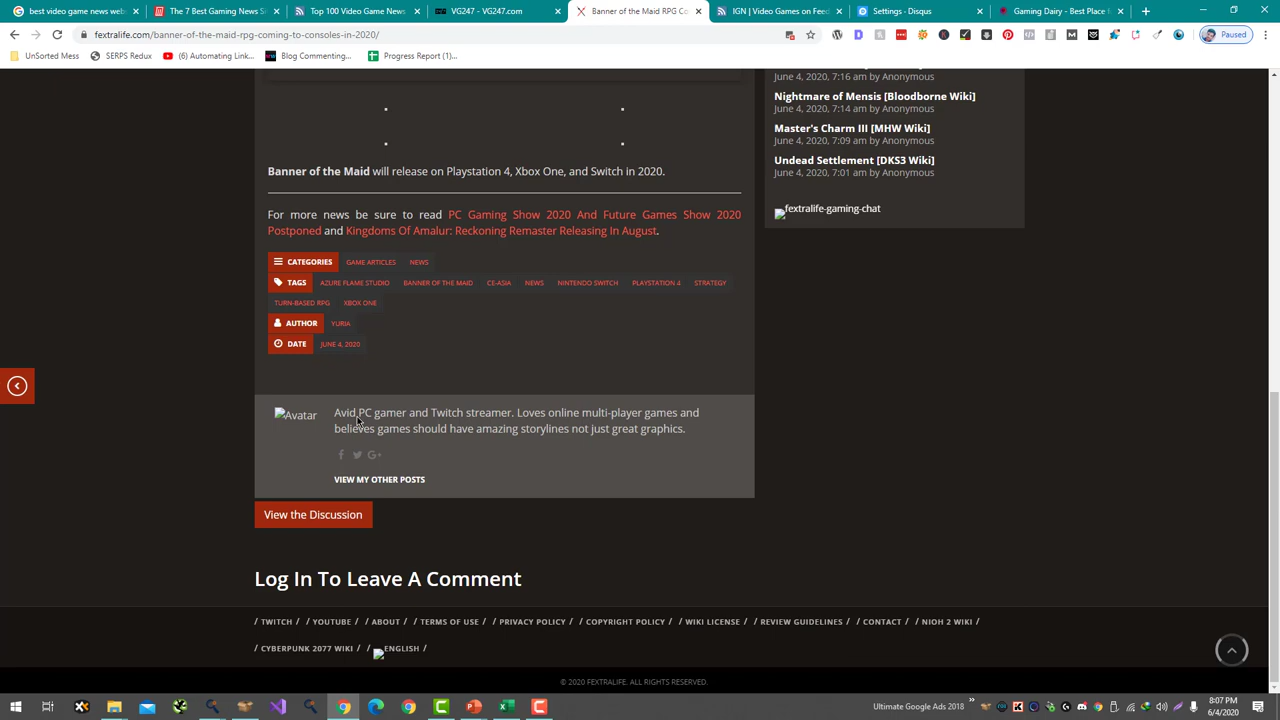 best video game news web
The 7 Best Gaming News S
Top 100 Video Game News
VG247 - VG247.com
Banner of the Maid RPG Co
IGN | Video Games on Feed
Settings - Disqus
Gaming Dairy - Best Place
fextralife.com/banner-of-the-maid-rpg-coming-to-consoles-in-2020/
Paused
UnSorted Mess
SERPS Redux
(6) Automating Link...
Blog Commenting...
Progress Report (1)...
June 4, 2020, 7:16 am by Anonymous
Nightmare of Mensis [Bloodborne Wiki]
June 4, 2020, 7:14 am by Anonymous
Master's Charm III [MHW Wiki]
June 4, 2020, 7:09 am by Anonymous
Undead Settlement [DKS3 Wiki]
June 4, 2020, 7:01 am by Anonymous
fextralife-gaming-chat
Banner of the Maid will release on Playstation 4, Xbox One, and Switch in 2020.
For more news be sure to read PC Gaming Show 2020 And Future Games Show 2020
Postponed and Kingdoms Of Amalur: Reckoning Remaster Releasing In August.
CATEGORIES GAME ARTICLES NEWS
TAGS AZURE FLAME STUDIO BANNER OF THE MAID CE-ASIA NEWS NINTENDO SWITCH PLAYSTATION 4 STRATEGY
TURN-BASED RPG XBOX ONE
AUTHOR YURIA
DATE JUNE 4, 2020
Avatar
Avid PC gamer and Twitch streamer. Loves online multi-player games and
believes games should have amazing storylines not just great graphics.
VIEW MY OTHER POSTS
View the Discussion
Log In To Leave A Comment
/ TWITCH / YOUTUBE / ABOUT / TERMS OF USE / PRIVACY POLICY / COPYRIGHT POLICY / WIKI LICENSE / REVIEW GUIDELINES / CONTACT / NIOH 2 WIKI /
/ CYBERPUNK 2077 WIKI / ENGLISH /
© 2020 FEXTRALIFE. ALL RIGHTS RESERVED.
Ultimate Google Ads 2018
8:07 PM
6/4/2020